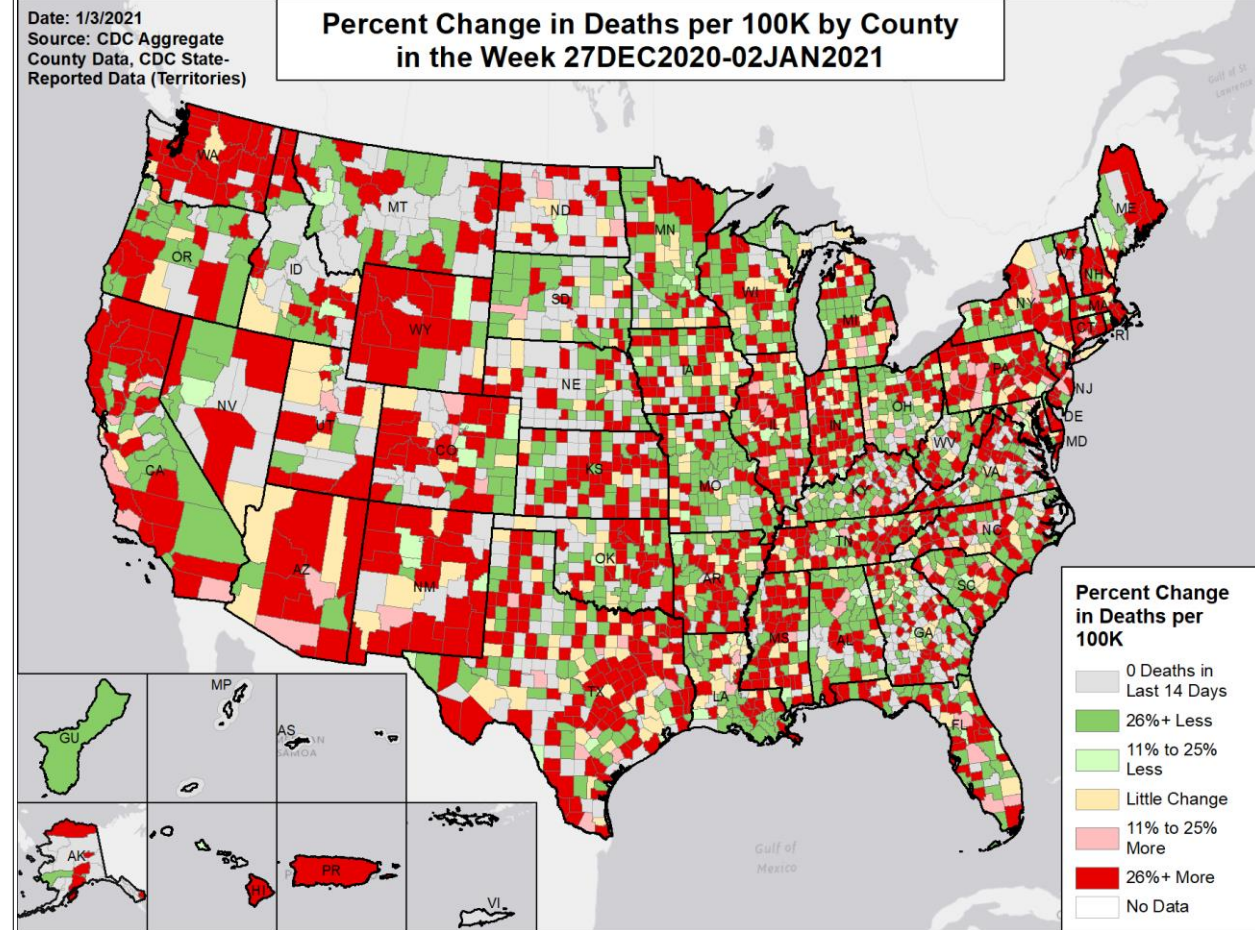 Date: 1/3/2021
Source: CDC Aggregate
County Data, CDC State-
Reported Data (Territories)
Percent Change in Deaths per 100K by County
in the Week 27DEC2020-02JAN2021
Gulf of St
Lawrence
WA
MT
ND
MN
ME
OR
ID
SD
WI
VT
NH
NY
MA
CT
RI
WY
MI
NV
UT
NE
IA
PA
NJ
CO
IL
IN
OH
DE
MD
WV
CA
KS
MO
VA
KY
AZ
NM
OK
AR
TN
NC
SC
MS
AL
GA
TX
LA
FL
Gulf of
Mexico
GU
MP
AS
SAMOA
AK
HI
PR
VI
Percent Change
in Deaths per
100K
0 Deaths in
Last 14 Days
26%+ Less
11% to 25%
Less
Little Change
11% to 25%
More
26%+ More
No Data